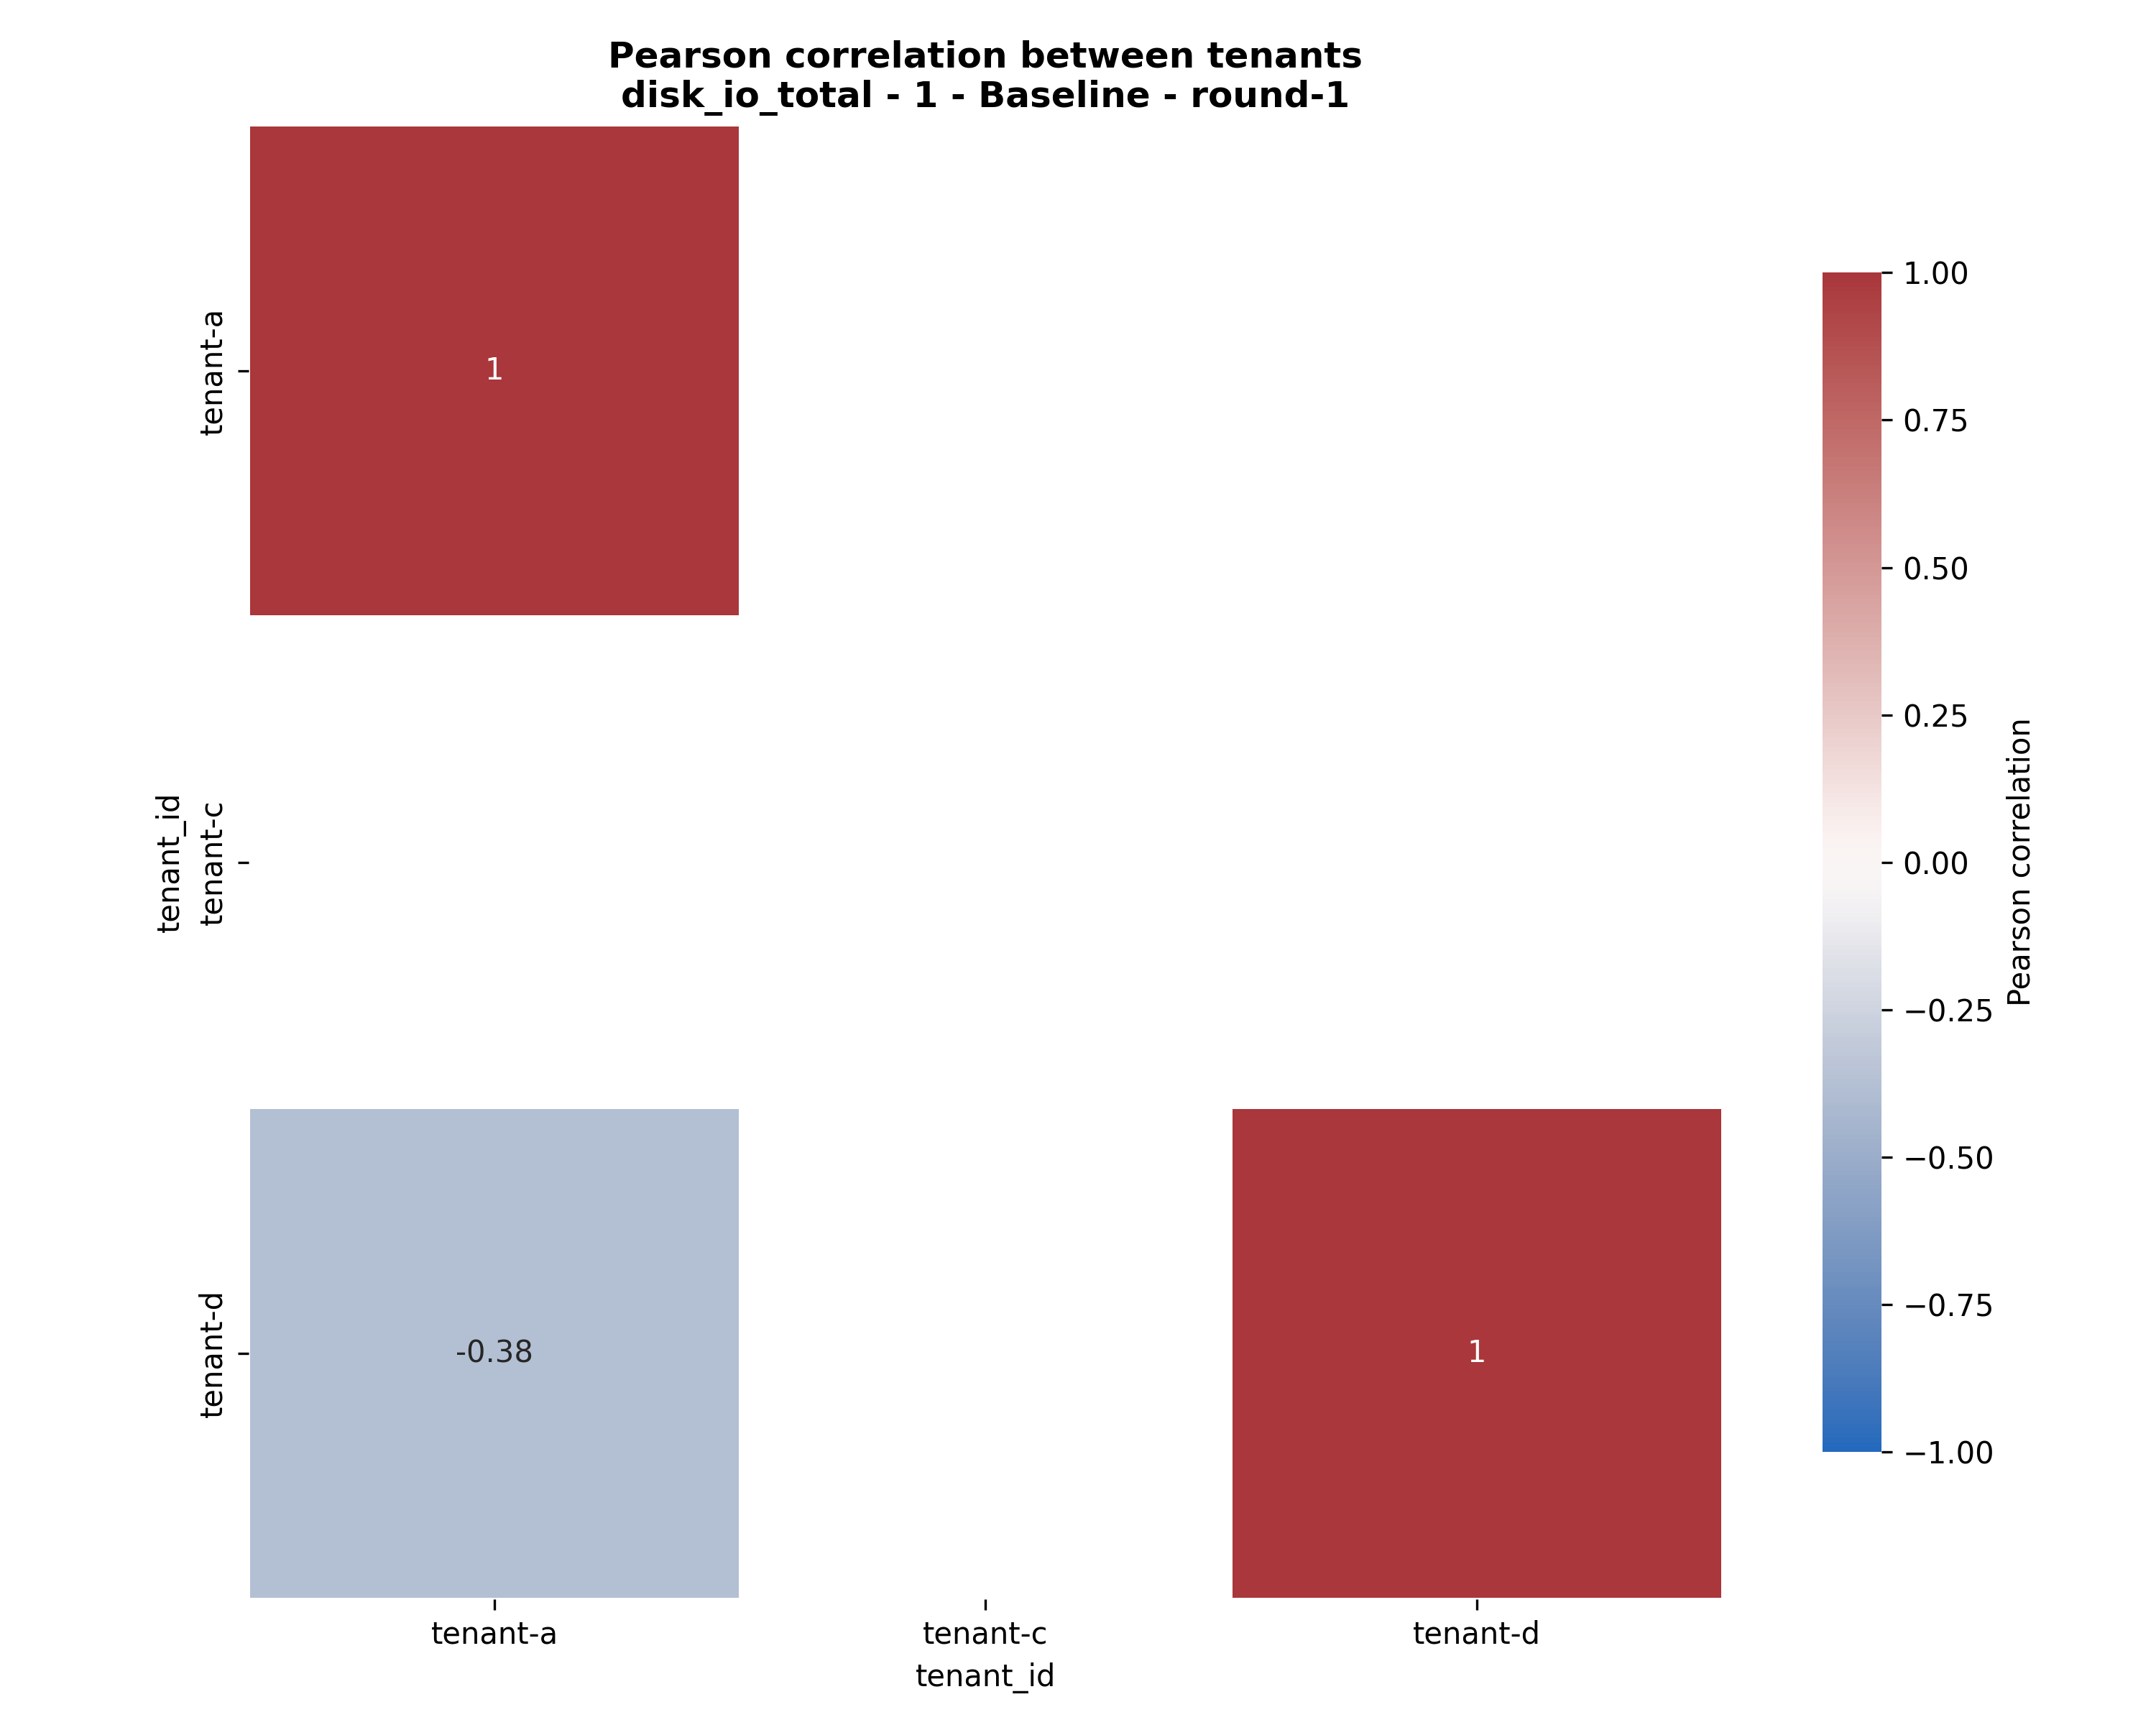 Pearson correlation between tenants
disk_io_total - 1 - Baseline - round-1
tenant_id
tenant-a
tenant-c
tenant-d
1
-0.38
1
tenant-a
tenant-c
tenant-d
tenant_id
1.00
0.75
0.50
0.25
0.00
−0.25
−0.50
−0.75
−1.00
Pearson correlation